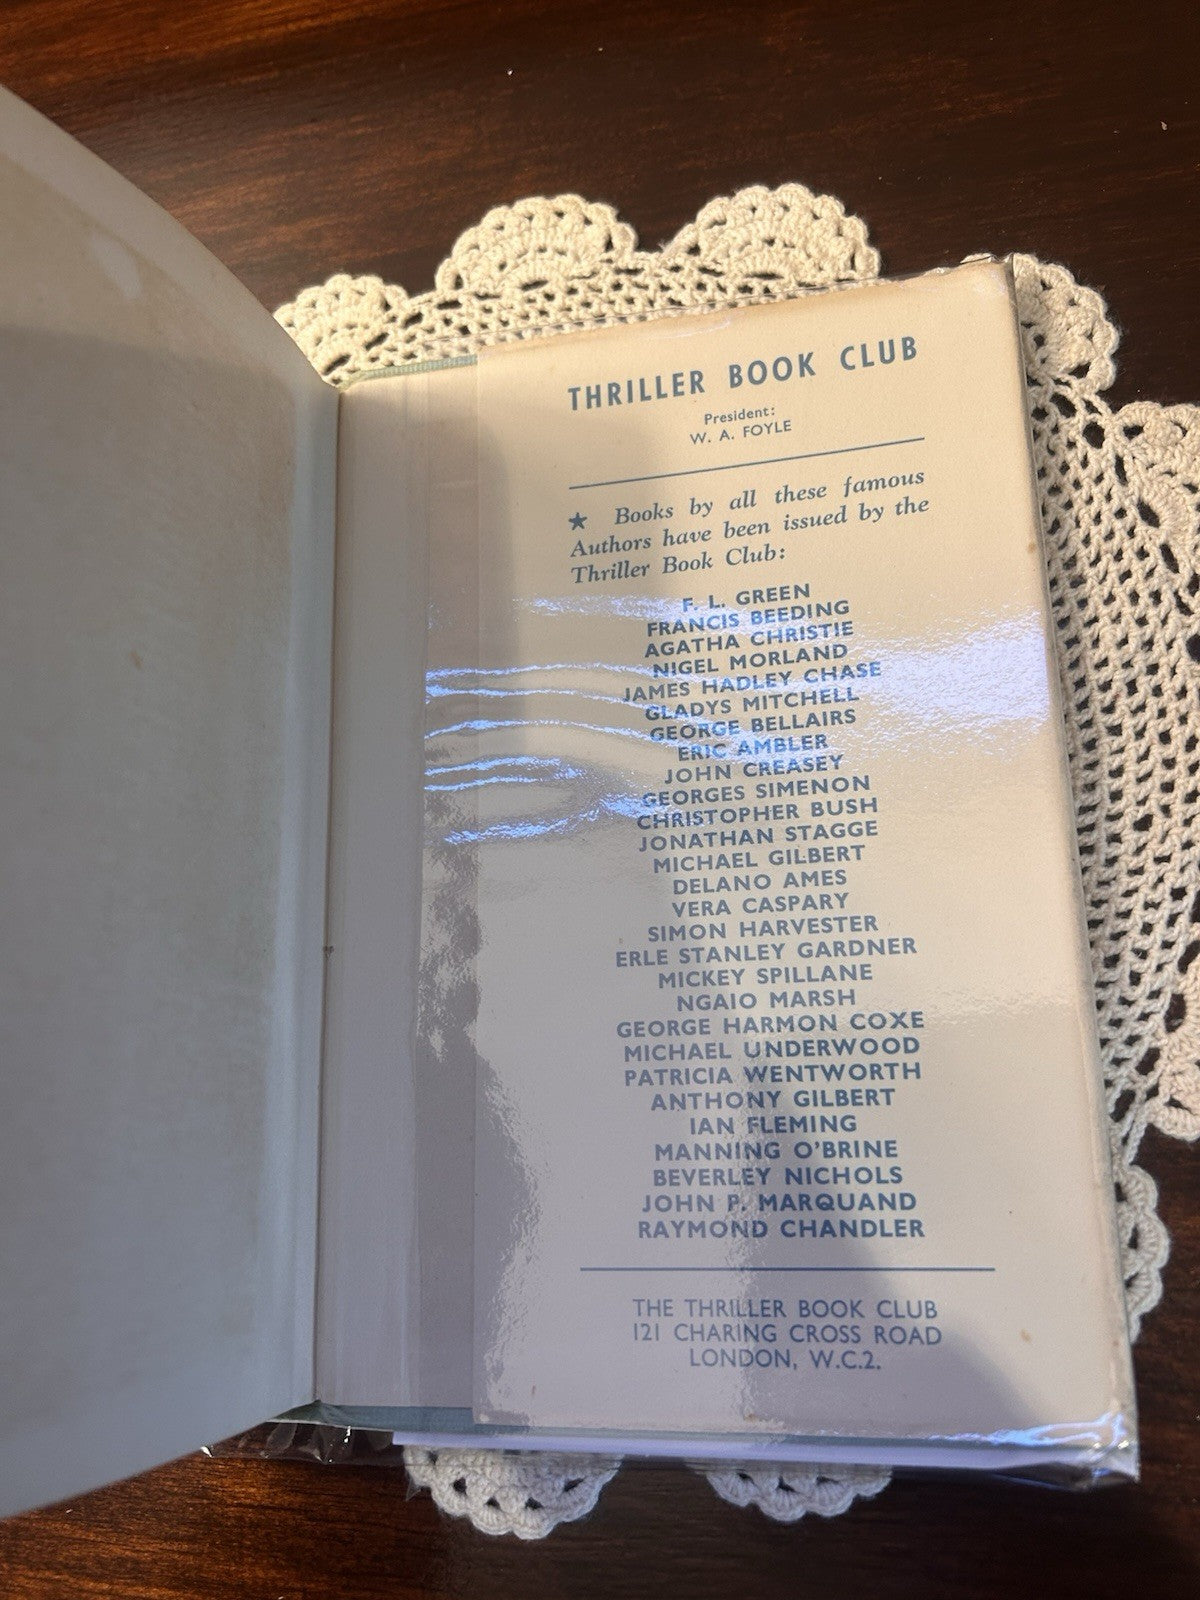 THRILLER BOOK CLUB
President:
W. A. FOYLE
★ Books by all these famous
Authors have been issued by the
Thriller Book Club:
F. L. GREEN
FRANCIS BEEDING
AGATHA CHRISTIE
NIGEL MORLAND
JAMES HADLEY CHASE
GLADYS MITCHELL
GEORGE BELLAIRS
ERIC AMBLER
JOHN CREASEY
GEORGES SIMENON
CHRISTOPHER BUSH
JONATHAN STAGGE
MICHAEL GILBERT
DELANO AMES
VERA CASPARY
SIMON HARVESTER
ERLE STANLEY GARDNER
MICKEY SPILLANE
NGAIO MARSH
GEORGE HARMON COXE
MICHAEL UNDERWOOD
PATRICIA WENTWORTH
ANTHONY GILBERT
IAN FLEMING
MANNING O'BRINE
BEVERLEY NICHOLS
JOHN P. MARQUAND
RAYMOND CHANDLER
THE THRILLER BOOK CLUB
121 CHARING CROSS ROAD
LONDON, W.C.2.